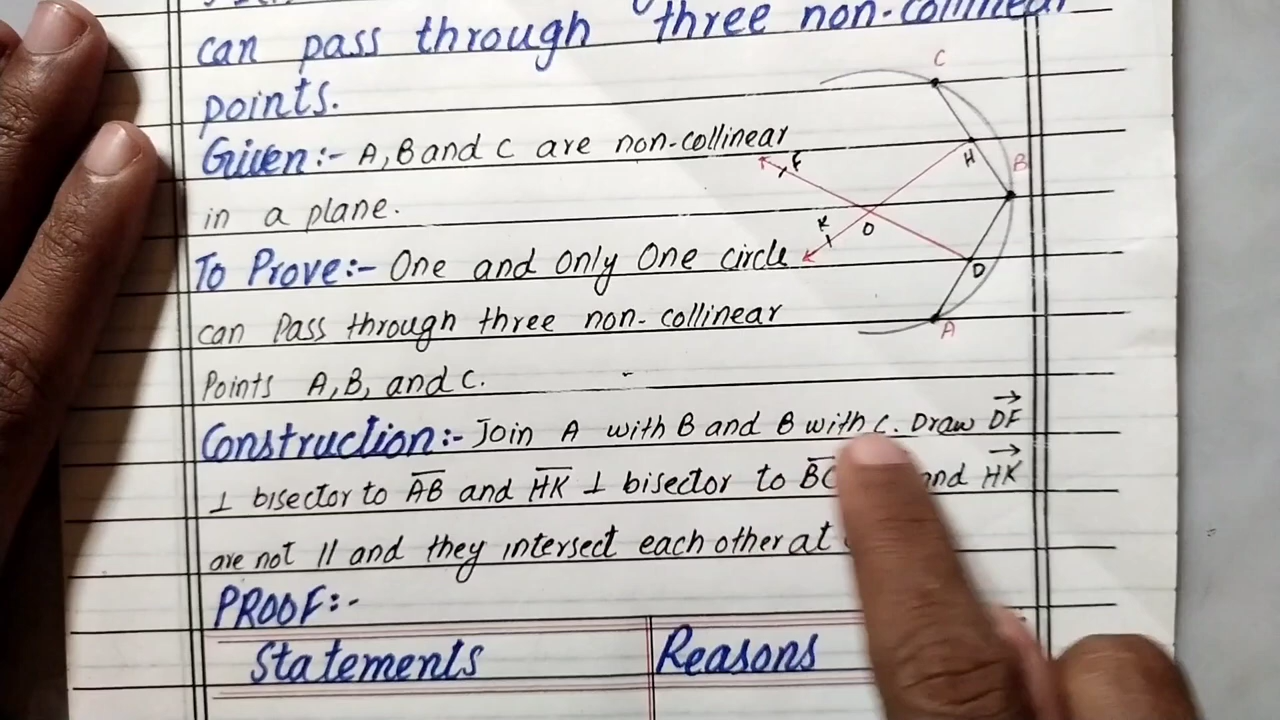 can pass through three non-collinear
points.
Given:- A, B and C are non-collinear
in a plane.
To Prove:- One and only One circle
can Pass through three non-collinear
Points A, B, and C.
Construction:- Join A with B and B with C. Draw DF
⊥ bisector to AB and HK ⊥ bisector to BC and HK
are not || and they intersect each other at
PROOF:-
Statements Reasons
C
H
B
F
K
O
D
A